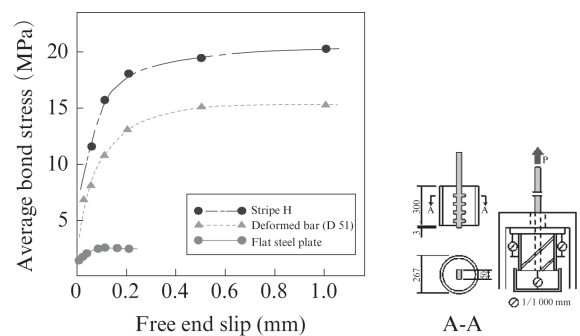 Average bond stress (MPa)
20
15
10
5
0
0.2
0.4
0.6
0.8
1.0
Free end slip (mm)
Stripe H
Deformed bar (D 51)
Flat steel plate
P
300
A
A
3
267
1/1 000 mm
A-A